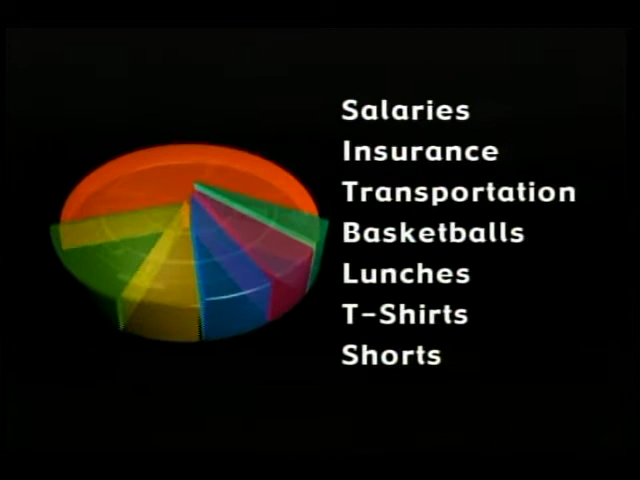 Salaries
Insurance
Transportation
Basketballs
Lunches
T-Shirts
Shorts